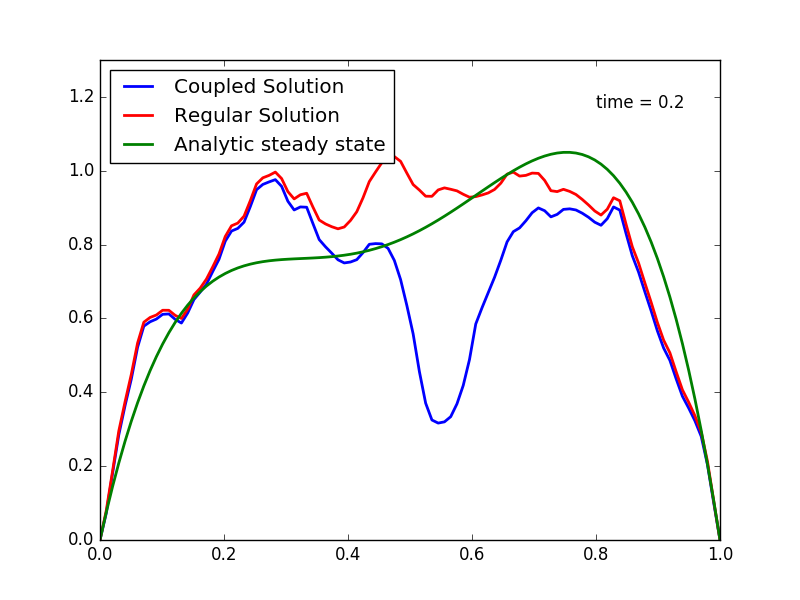 1.2
1.0
0.8
0.6
0.4
0.2
0.0
Coupled Solution
Regular Solution
Analytic steady state
time = 0.2
0.0 0.2 0.4 0.6 0.8 1.0